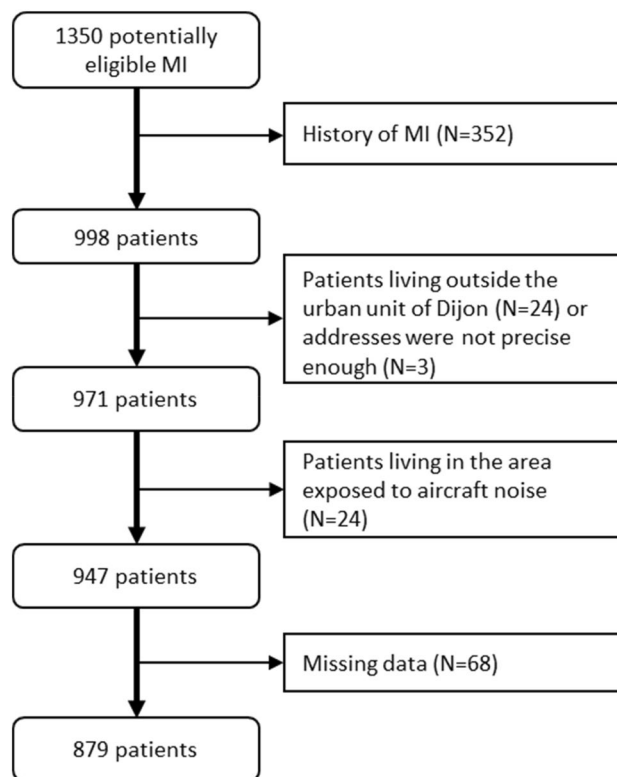 1350 potentially
eligible MI
History of MI (N=352)
998 patients
Patients living outside the
urban unit of Dijon (N=24) or
addresses were not precise
enough (N=3)
971 patients
Patients living in the area
exposed to aircraft noise
(N=24)
947 patients
Missing data (N=68)
879 patients